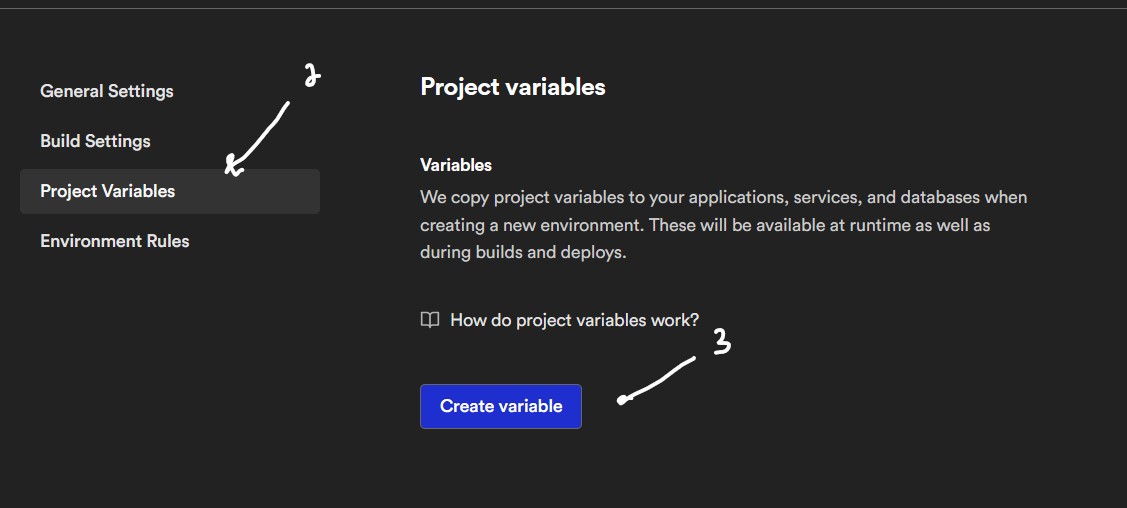 General Settings
Build Settings
Project Variables
Environment Rules
2
Project variables
Variables
We copy project variables to your applications, services, and databases when
creating a new environment. These will be available at runtime as well as
during builds and deploys.
How do project variables work?
3
Create variable